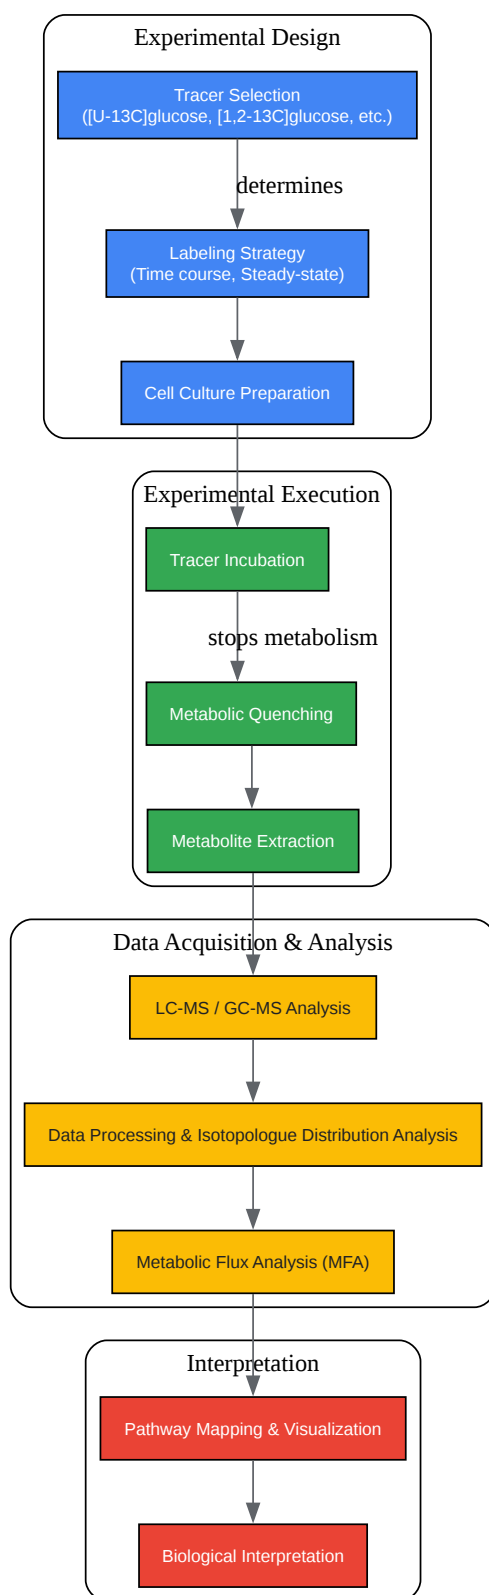 Experimental Design
Tracer Selection
([U-13C]glucose, [1,2-13C]glucose, etc.)
determines
Labeling Strategy
(Time course, Steady-state)
Cell Culture Preparation
Experimental Execution
Tracer Incubation
stops metabolism
Metabolic Quenching
Metabolite Extraction
Data Acquisition & Analysis
LC-MS / GC-MS Analysis
Data Processing & Isotopologue Distribution Analysis
Metabolic Flux Analysis (MFA)
Interpretation
Pathway Mapping & Visualization
Biological Interpretation